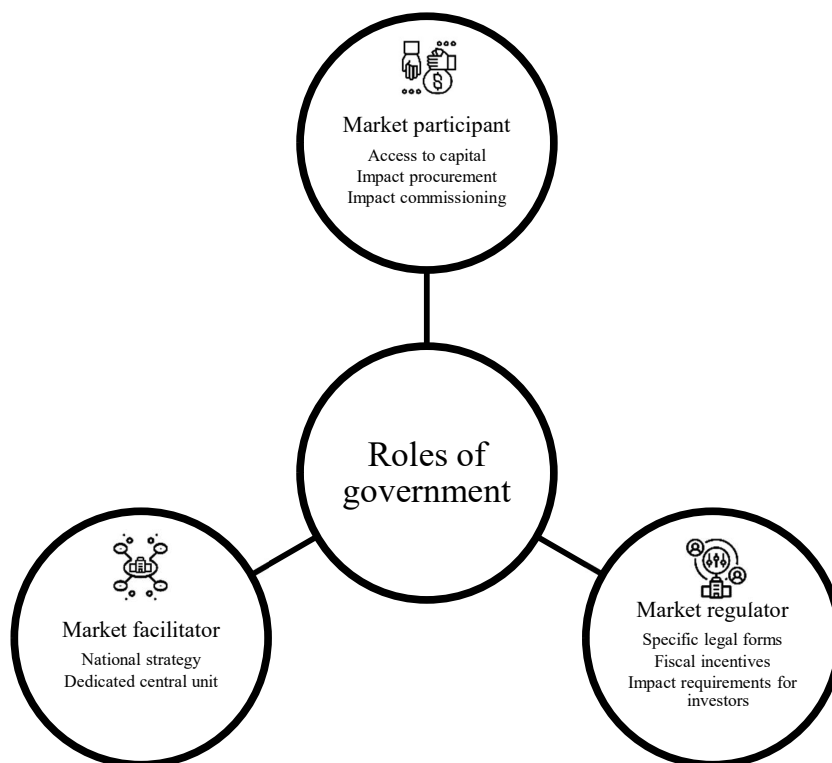 Market participant
Access to capital
Impact procurement
Impact commissioning
Roles of
government
Market facilitator
National strategy
Dedicated central unit
Market regulator
Specific legal forms
Fiscal incentives
Impact requirements for
investors